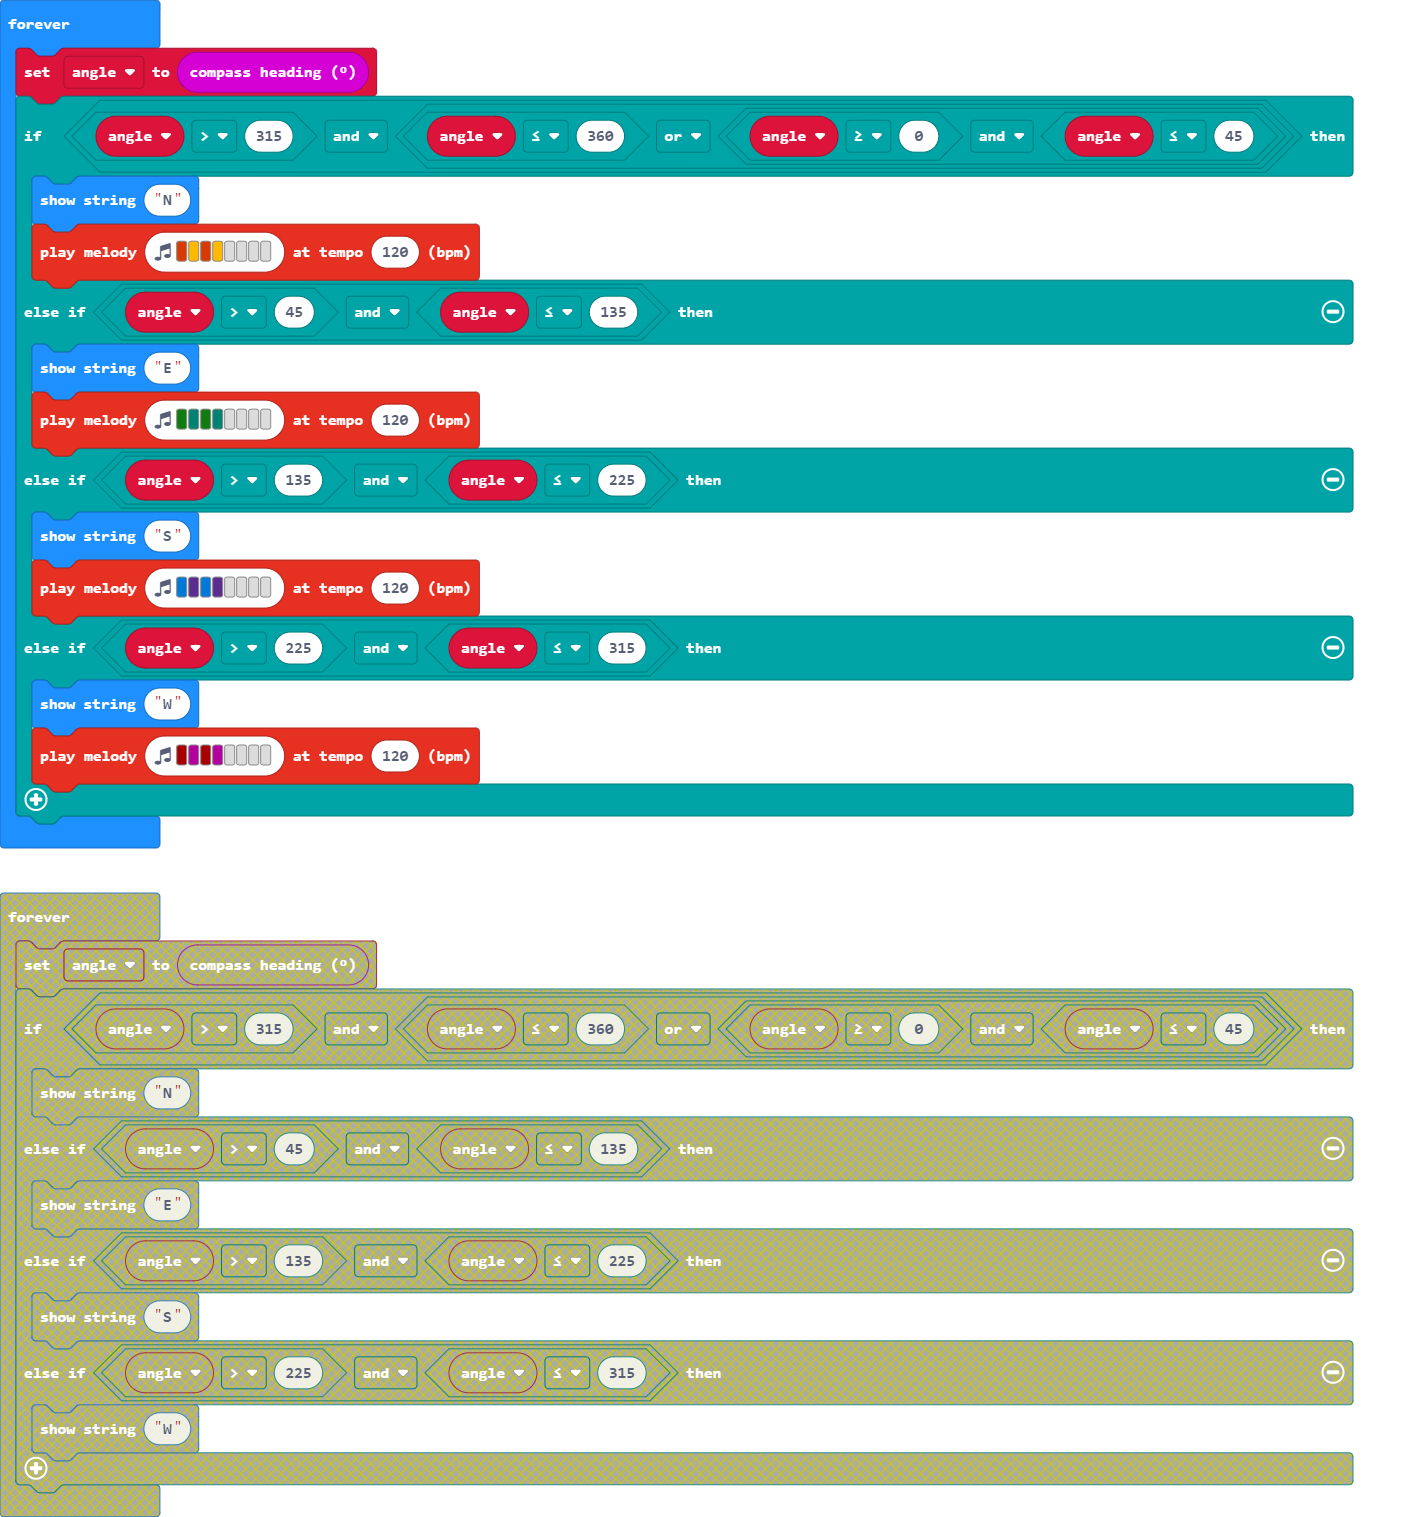 forever
set angle to compass heading (°)
if angle > 315 and angle ≤ 360 or angle ≥ 0 and angle ≤ 45 then
show string "N"
play melody at tempo 120 (bpm)
else if angle > 45 and angle ≤ 135 then
show string "E"
play melody at tempo 120 (bpm)
else if angle > 135 and angle ≤ 225 then
show string "S"
play melody at tempo 120 (bpm)
else if angle > 225 and angle ≤ 315 then
show string "W"
play melody at tempo 120 (bpm)
forever
set angle to compass heading (°)
if angle > 315 and angle ≤ 360 or angle ≥ 0 and angle ≤ 45 then
show string "N"
else if angle > 45 and angle ≤ 135 then
show string "E"
else if angle > 135 and angle ≤ 225 then
show string "S"
else if angle > 225 and angle ≤ 315 then
show string "W"